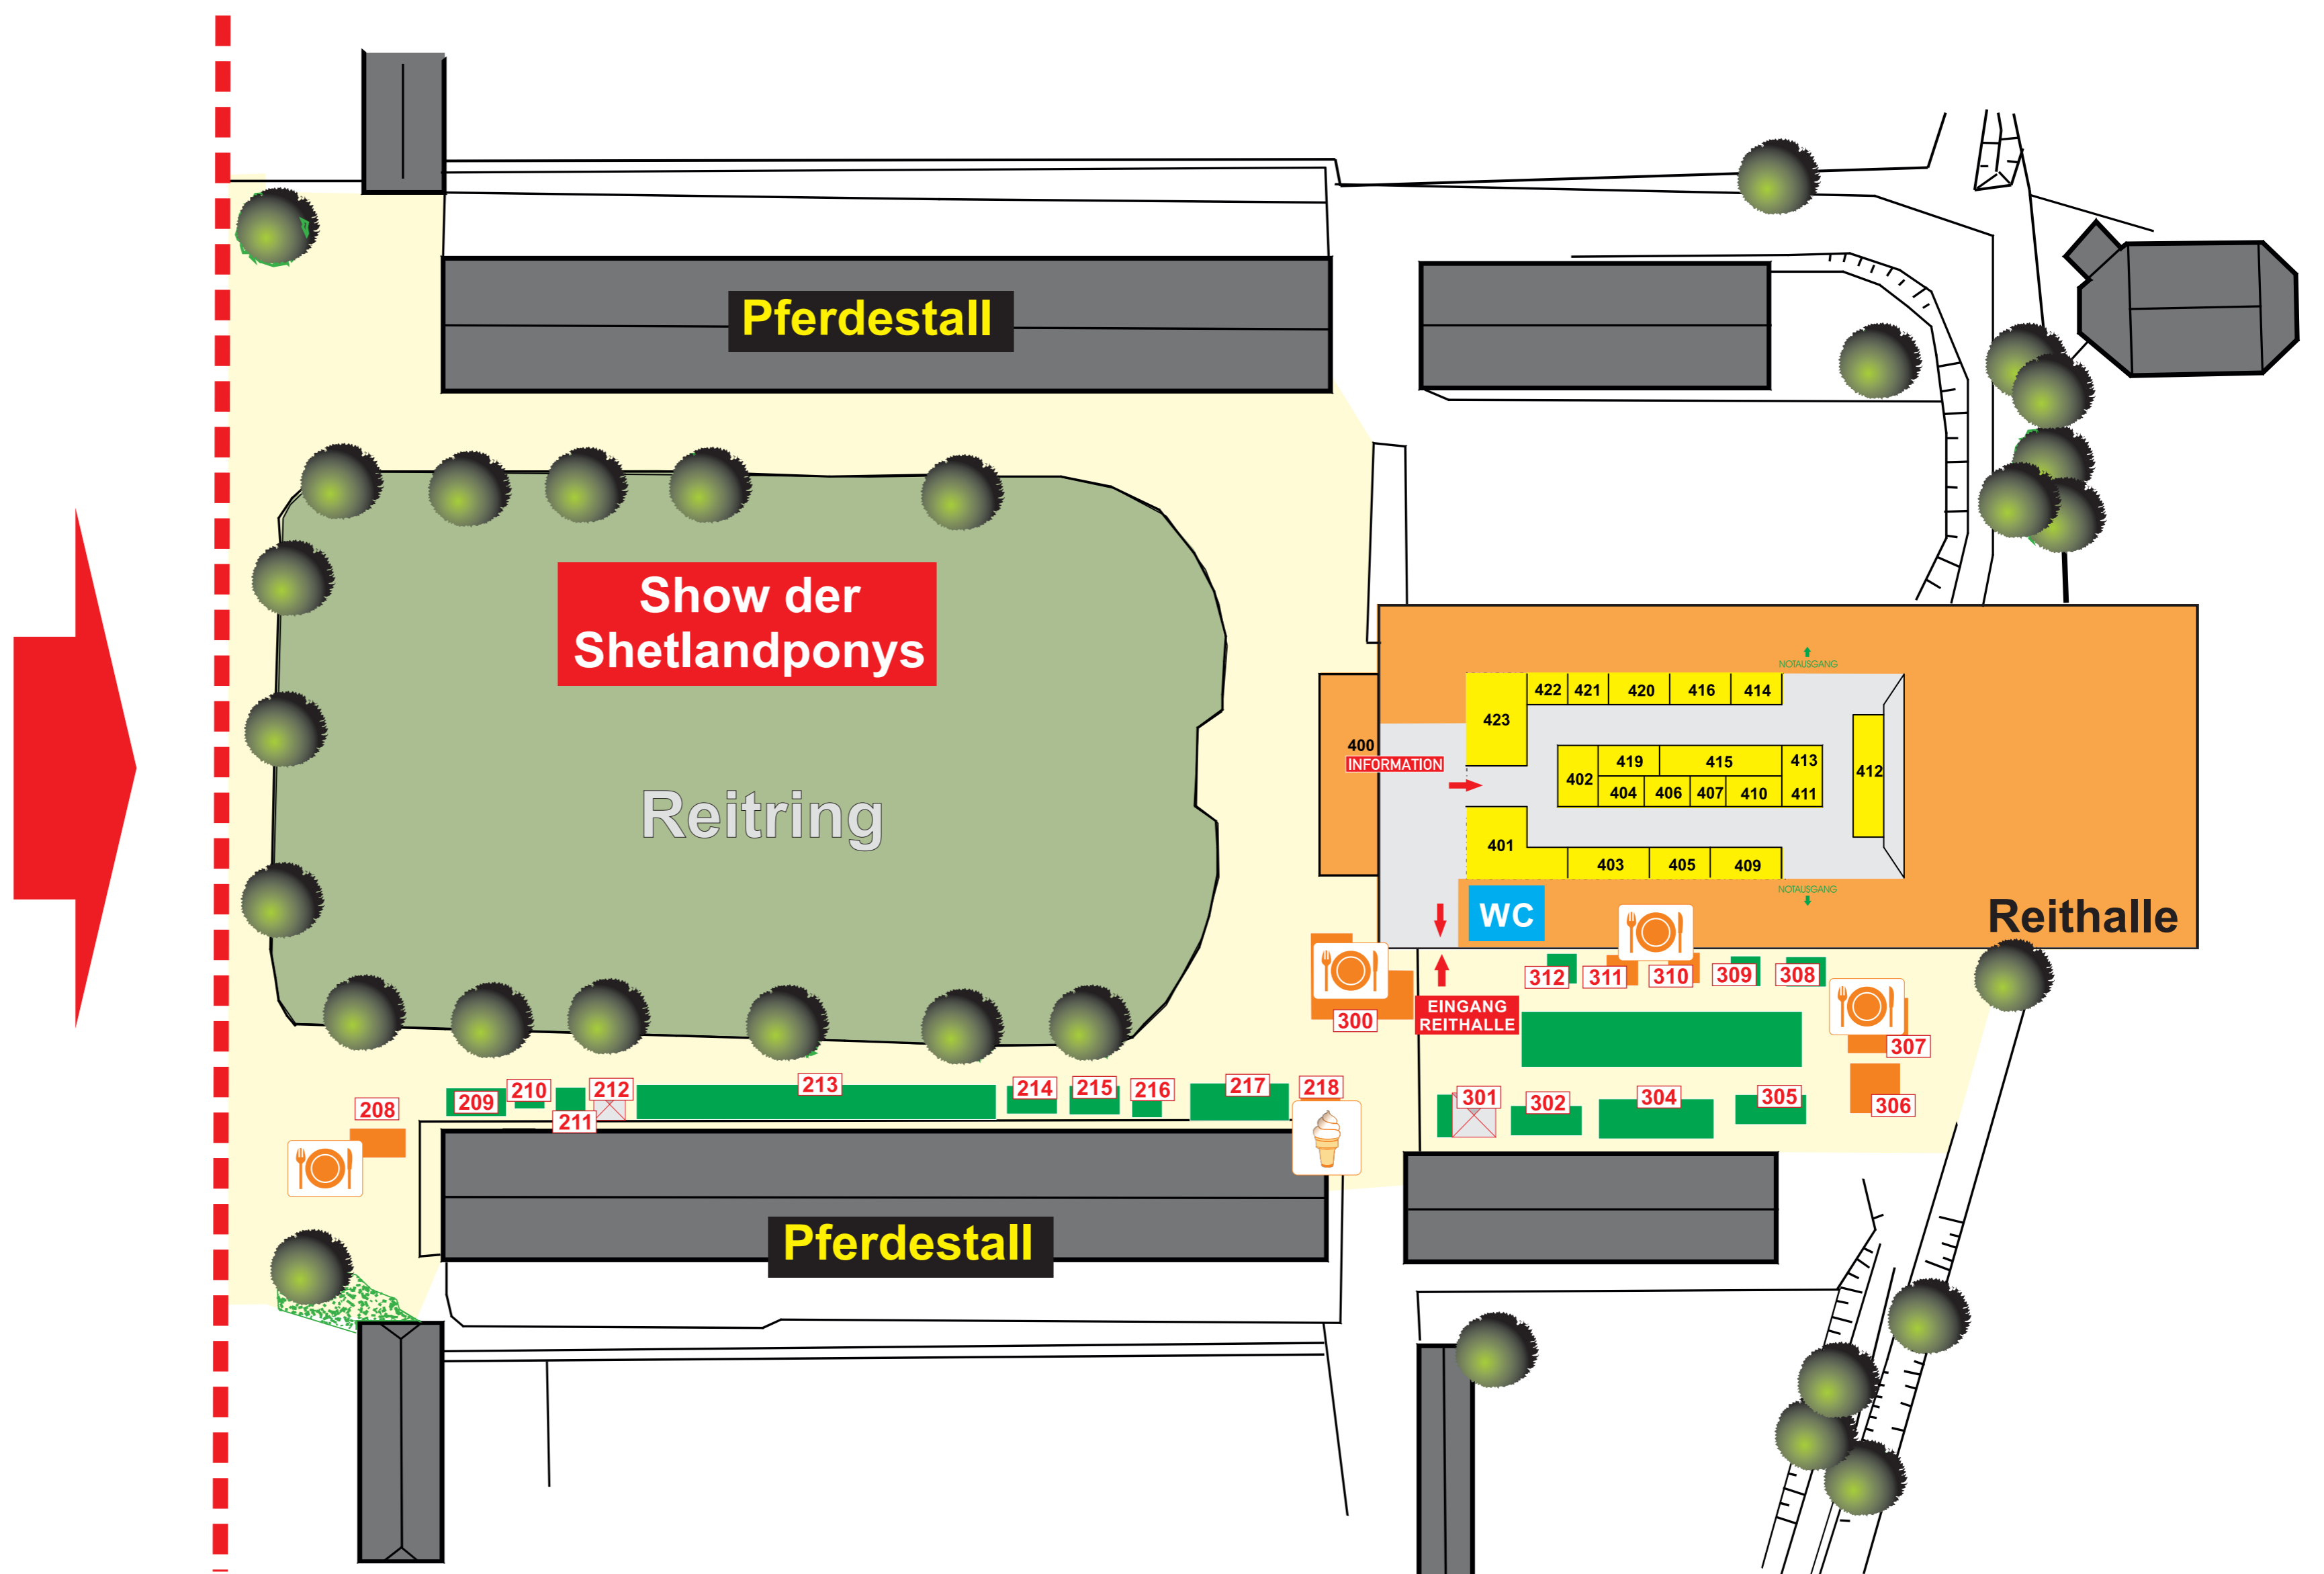 Pferdestall
Show der
Shetlandponys
Reitring
NOTAUSGANG
422 421 420 416 414
423
400
INFORMATION
419 415 413
402 412
404 406 407 410 411
401
403 405 409
NOTAUSGANG
WC
Reithalle
312 311 310 309 308
EINGANG
REITHALLE
300
307
208 209 210 211 212 213 214 215 216 217 218
301 302 304 305 306
Pferdestall